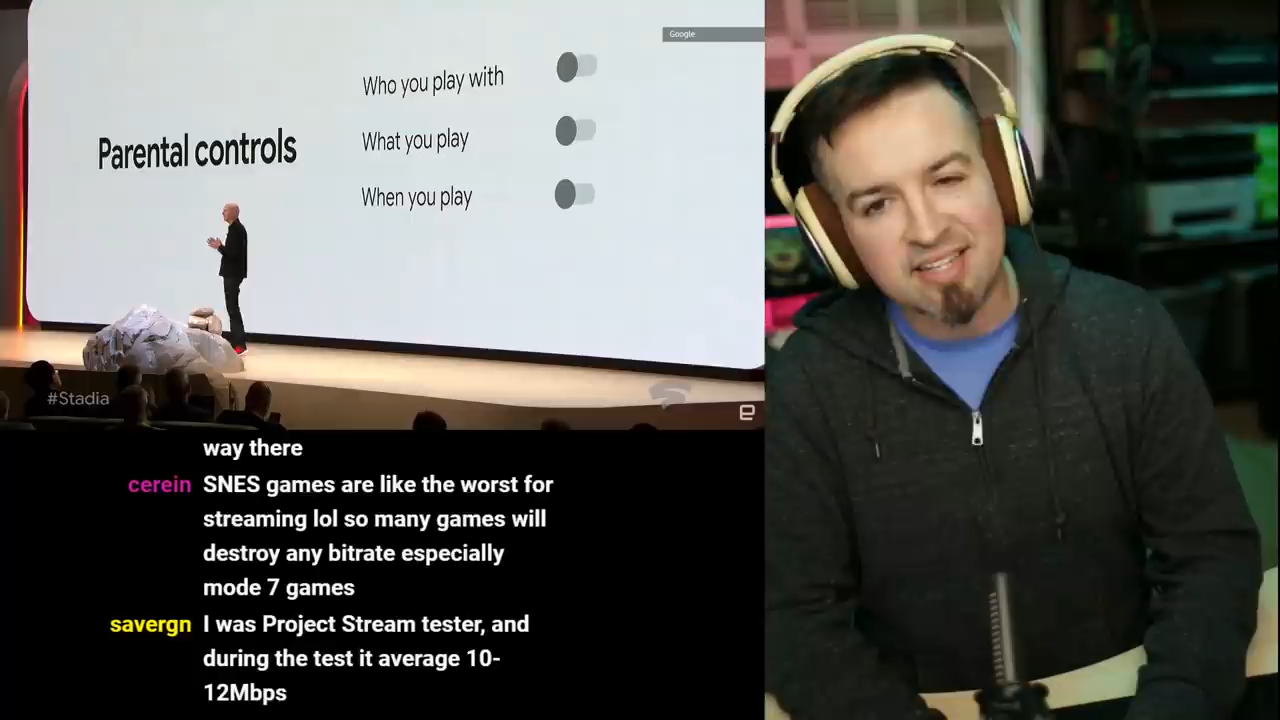 Google
Who you play with
Parental controls
What you play
When you play
#Stadia
way there
cerein SNES games are like the worst for
streaming lol so many games will
destroy any bitrate especially
mode 7 games
savergn I was Project Stream tester, and
during the test it average 10-
12Mbps